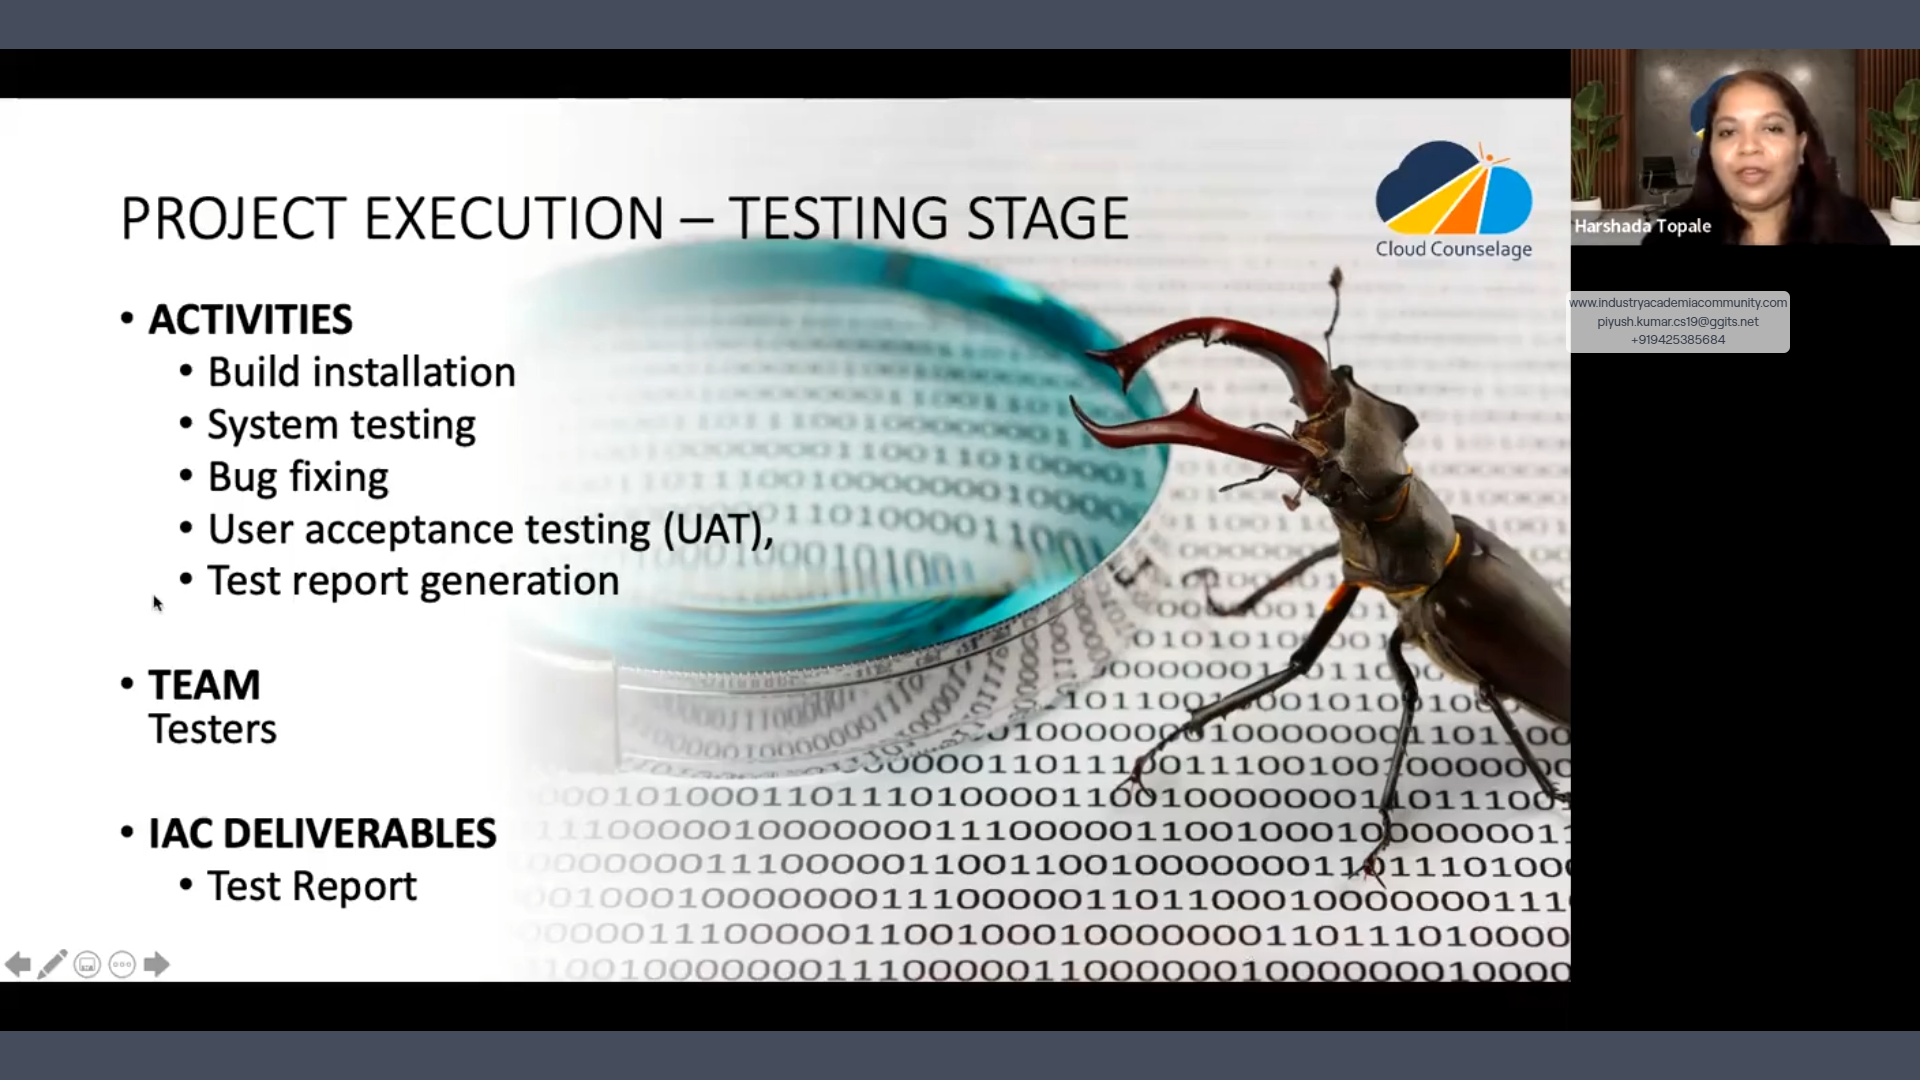 PROJECT EXECUTION – TESTING STAGE
Cloud Counselage
• ACTIVITIES
• Build installation
• System testing
• Bug fixing
• User acceptance testing (UAT),
• Test report generation
• TEAM
Testers
• IAC DELIVERABLES
• Test Report
Harshada Topale
www.industryacademiacommunity.com
piyush.kumar.cs19@ggits.net
+919425385684